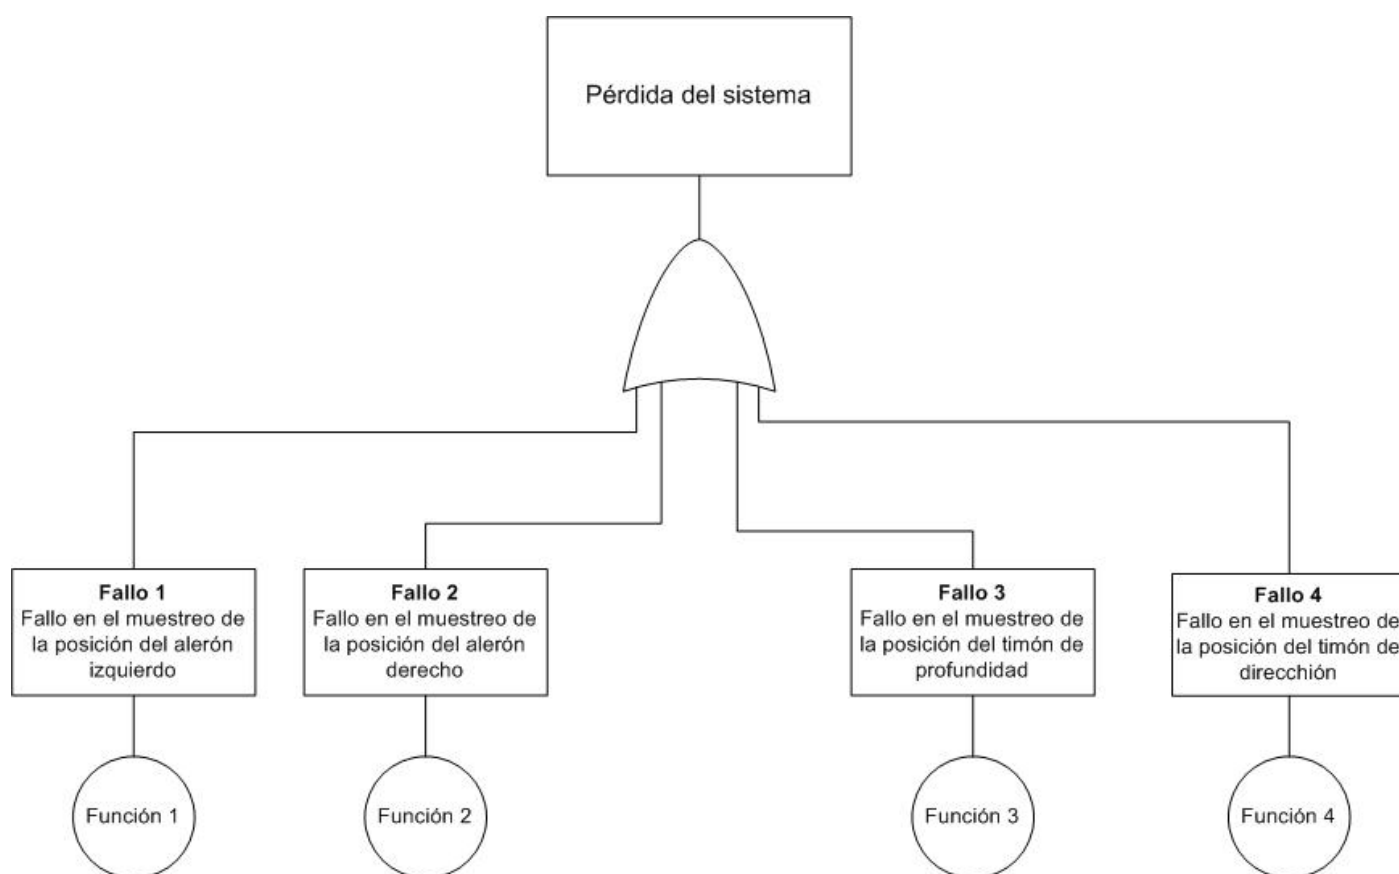 Pérdida del sistema
Fallo 1
Fallo en el muestreo de
la posición del alerón
izquierdo
Fallo 2
Fallo en el muestreo de
la posición del alerón
derecho
Fallo 3
Fallo en el muestreo de
la posición del timón de
profundidad
Fallo 4
Fallo en el muestreo de
la posición del timón de
direcchión
Función 1
Función 2
Función 3
Función 4